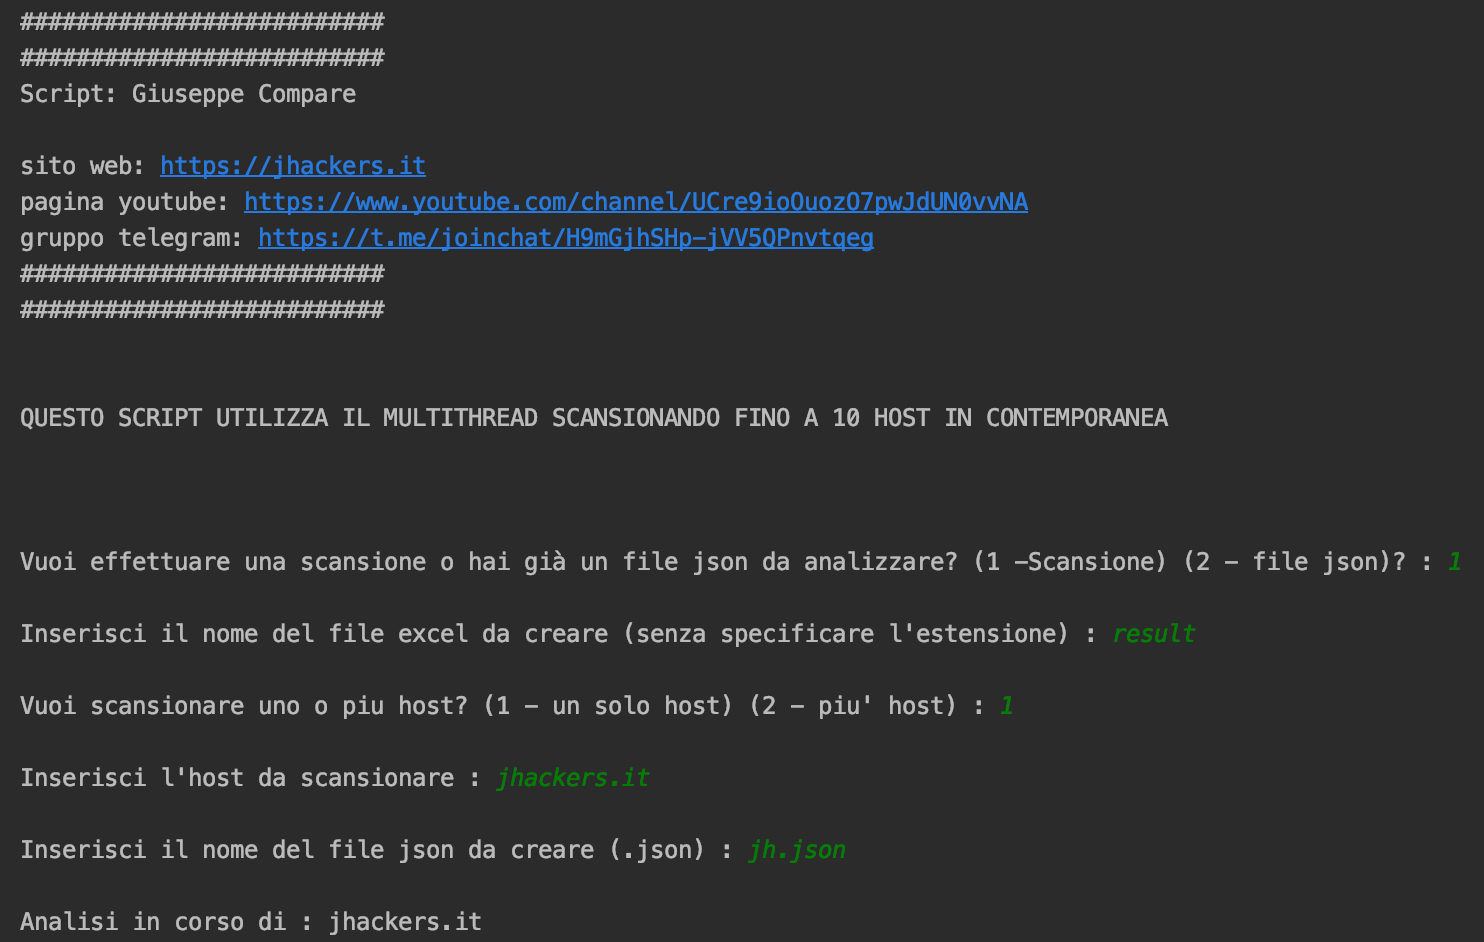 ##########################
##########################
Script: Giuseppe Compare
sito web: https://jhackers.it
pagina youtube: https://www.youtube.com/channel/UCre9ioOuozO7pwJdUN0vvNA
gruppo telegram: https://t.me/joinchat/H9mGjhSHp-jVV5QPnvtqeg
##########################
##########################
QUESTO SCRIPT UTILIZZA IL MULTITHREAD SCANSIONANDO FINO A 10 HOST IN CONTEMPORANEA
Vuoi effettuare una scansione o hai già un file json da analizzare? (1 -Scansione) (2 - file json)? : 1
Inserisci il nome del file excel da creare (senza specificare l'estensione) : result
Vuoi scansionare uno o piu host? (1 - un solo host) (2 - piu' host) : 1
Inserisci l'host da scansionare : jhackers.it
Inserisci il nome del file json da creare (.json) : jh.json
Analisi in corso di : jhackers.it